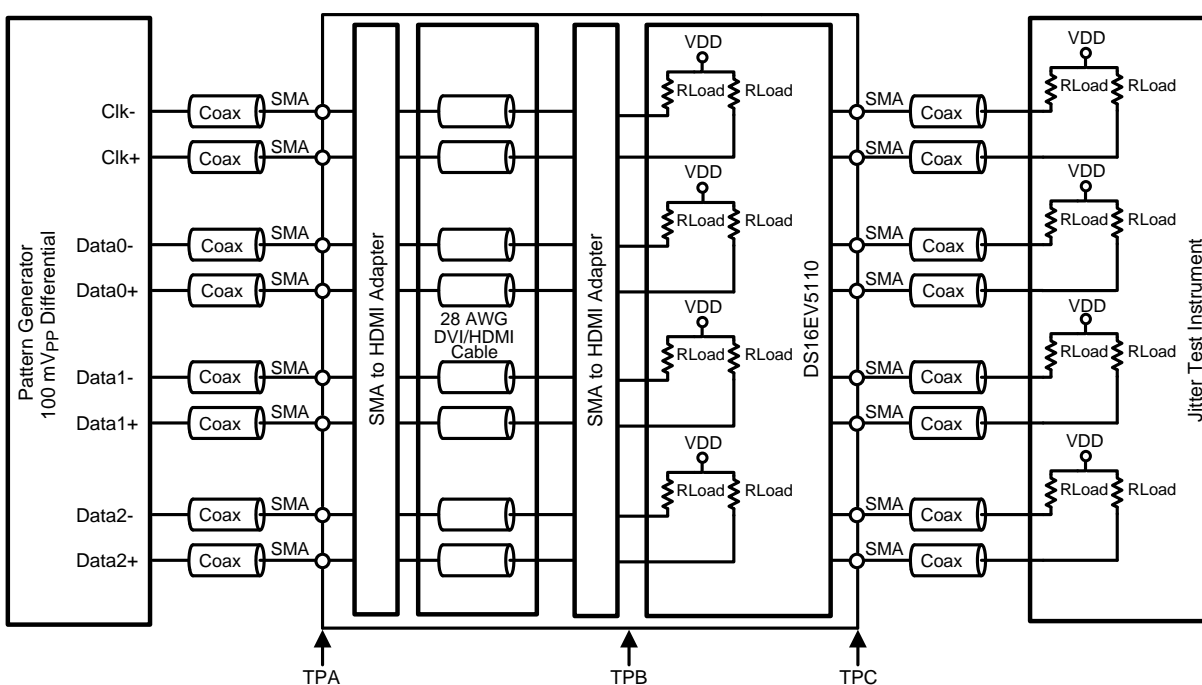 Pattern Generator
100 mVPP Differential
Clk-
Clk+
Data0-
Data0+
Data1-
Data1+
Data2-
Data2+
Coax
Coax
Coax
Coax
Coax
Coax
Coax
Coax
SMA
SMA
SMA
SMA
SMA
SMA
SMA
SMA
SMA to HDMI Adapter
28 AWG
DVI/HDMI
Cable
SMA to HDMI Adapter
VDD
RLoad RLoad
VDD
RLoad RLoad
VDD
RLoad RLoad
VDD
RLoad RLoad
DS16EV5110
SMA
SMA
SMA
SMA
SMA
SMA
SMA
SMA
Coax
Coax
Coax
Coax
Coax
Coax
Coax
Coax
VDD
RLoad RLoad
VDD
RLoad RLoad
VDD
RLoad RLoad
VDD
RLoad RLoad
Jitter Test Instrument
TPA
TPB
TPC